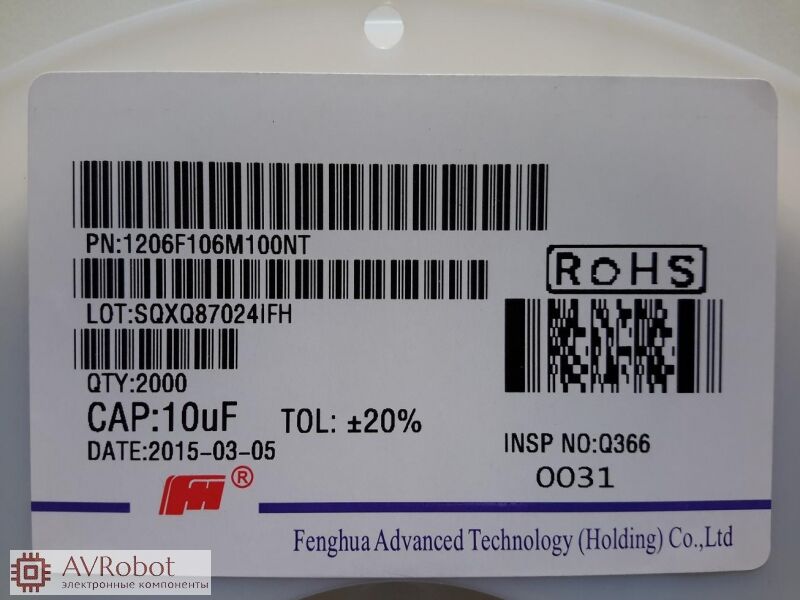 PN:1206F106M100NT
LOT:SQXQ87024IFH
QTY:2000
CAP:10uF TOL: ±20%
DATE:2015-03-05
RoHS
INSP NO:Q366
0031
FH®
Fenghua Advanced Technology (Holding) Co.,Ltd
AVRobot
электронные компоненты